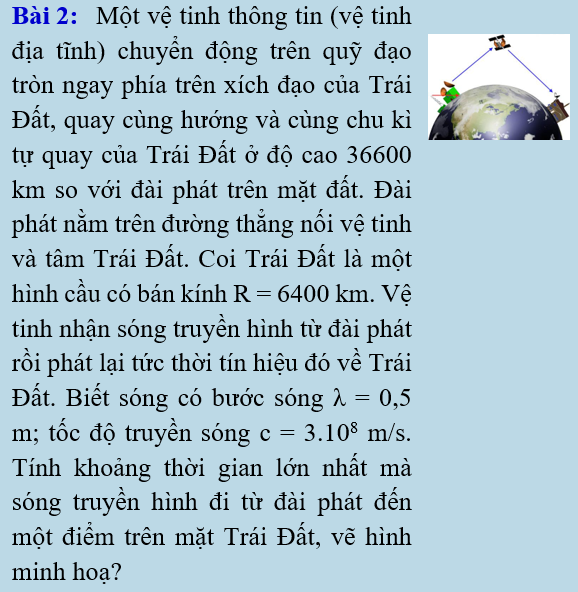 Bài 2: Một vệ tinh thông tin (vệ tinh
địa tĩnh) chuyển động trên quỹ đạo
tròn ngay phía trên xích đạo của Trái
Đất, quay cùng hướng và cùng chu kì
tự quay của Trái Đất ở độ cao 36600
km so với đài phát trên mặt đất. Đài
phát nằm trên đường thẳng nối vệ tinh
và tâm Trái Đất. Coi Trái Đất là một
hình cầu có bán kính R = 6400 km. Vệ
tinh nhận sóng truyền hình từ đài phát
rồi phát lại tức thời tín hiệu đó về Trái
Đất. Biết sóng có bước sóng λ = 0,5
m; tốc độ truyền sóng c = 3.10⁸ m/s.
Tính khoảng thời gian lớn nhất mà
sóng truyền hình đi từ đài phát đến
một điểm trên mặt Trái Đất, vẽ hình
minh hoạ?